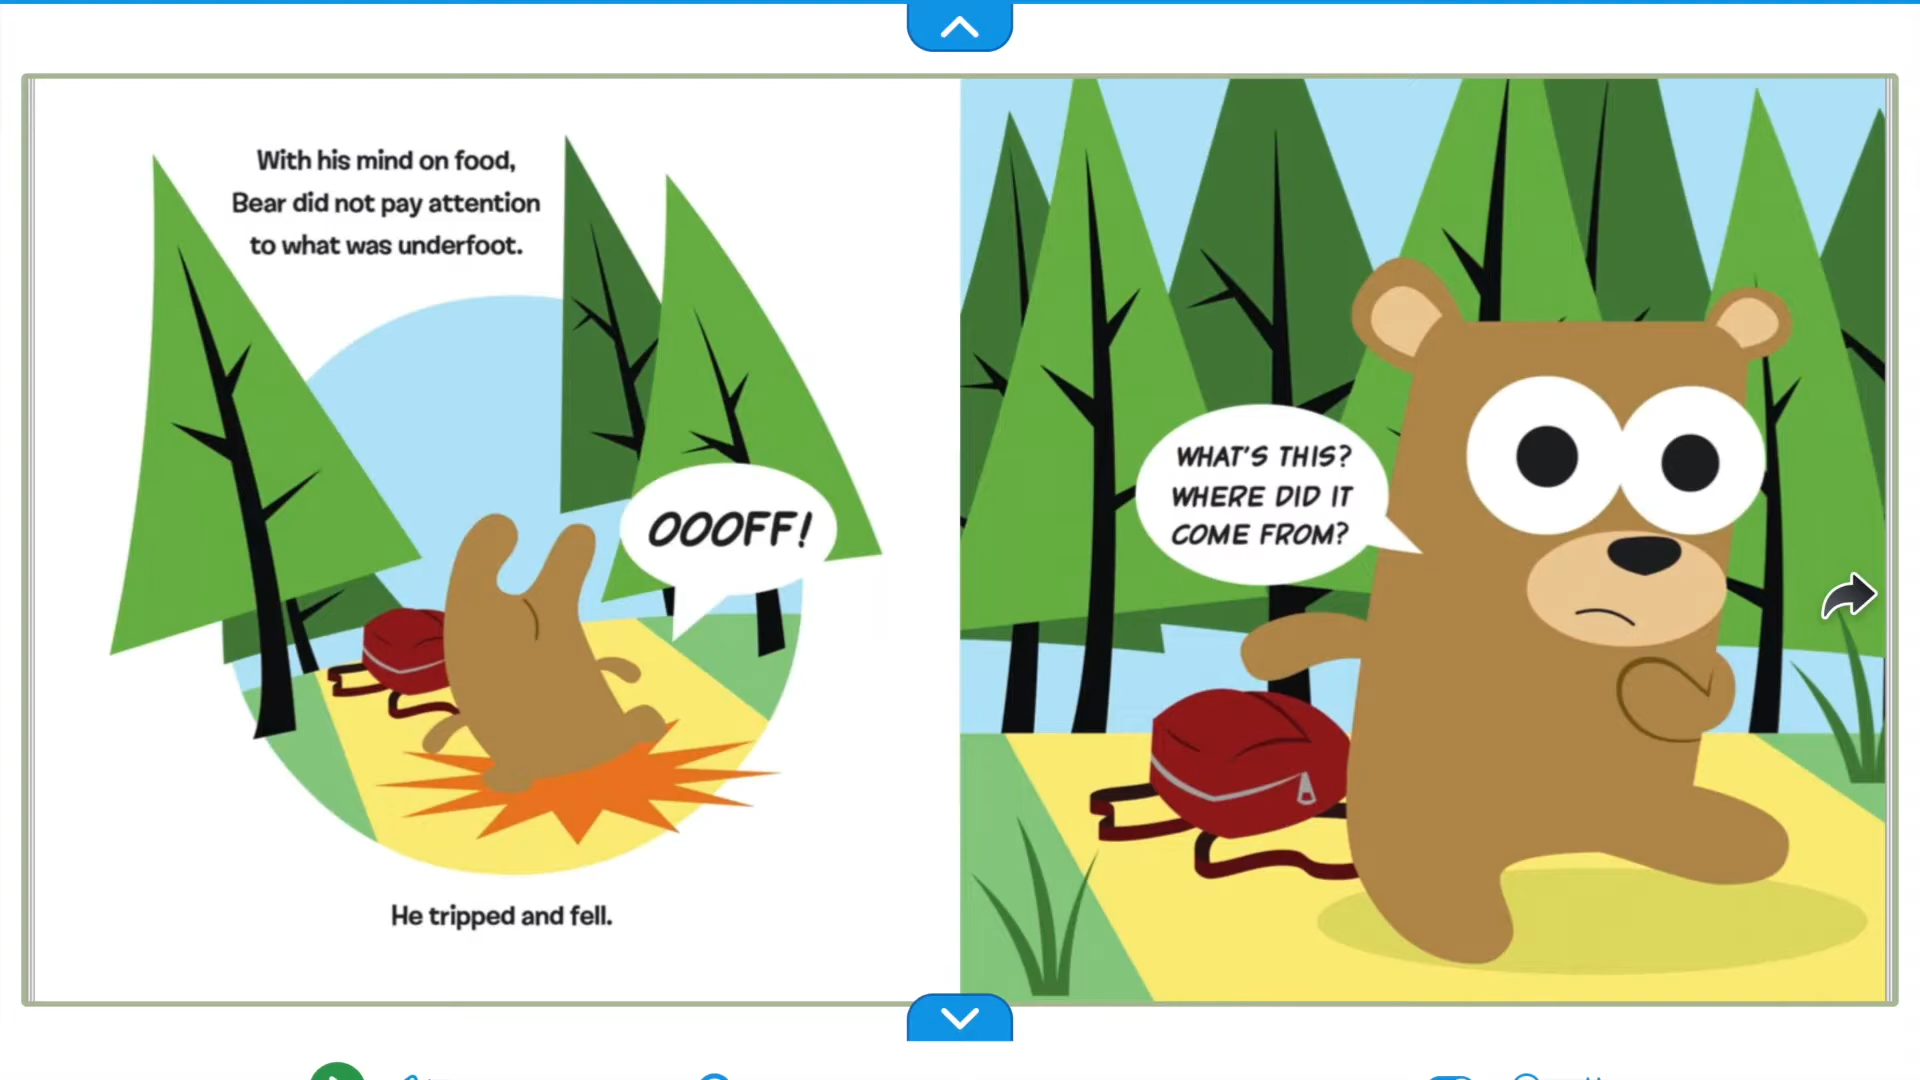 With his mind on food,
Bear did not pay attention
to what was underfoot.
OOOFF!
He tripped and fell.
WHAT'S THIS?
WHERE DID IT
COME FROM?